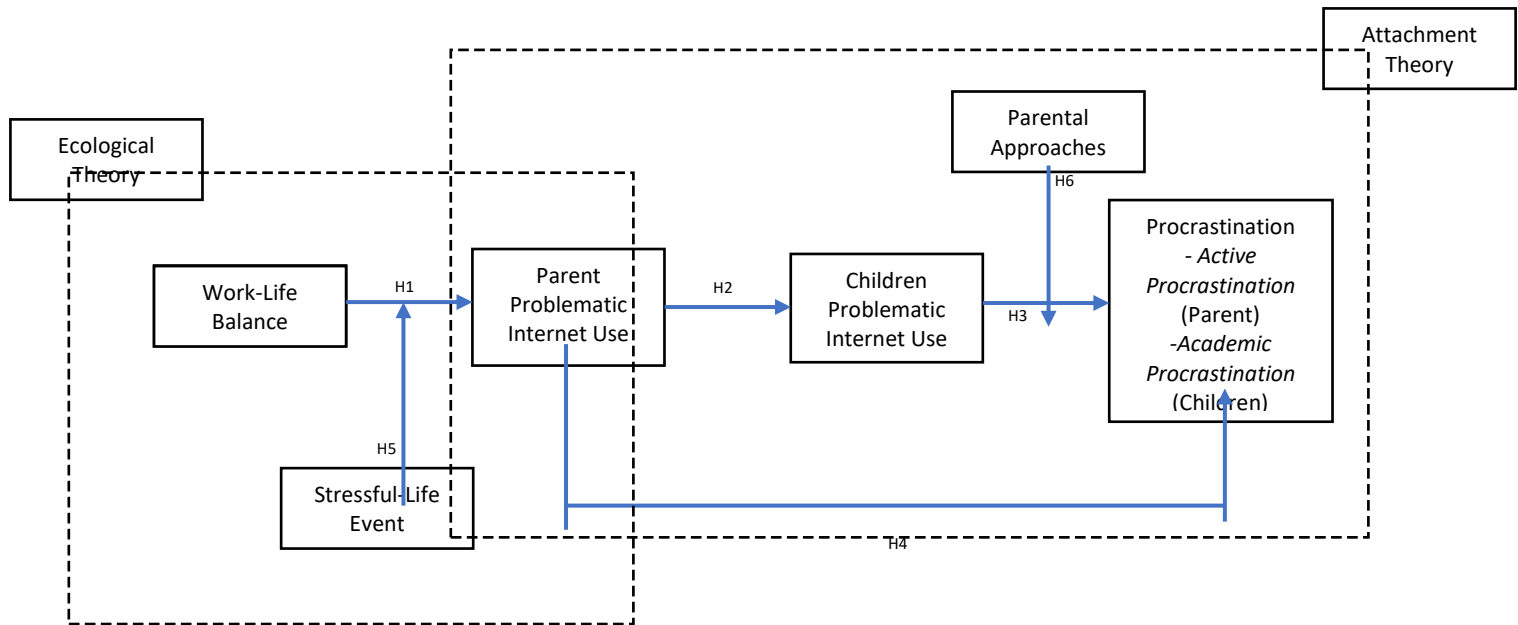 Attachment
Theory
Parental
Approaches
Ecological
Theory
H6
Procrastination
- Active
Procrastination
(Parent)
-Academic
Procrastination
(Children)
Work-Life
Balance
H1
Parent
Problematic
Internet Use
H2
Children
Problematic
Internet Use
H3
H5
Stressful-Life
Event
H4